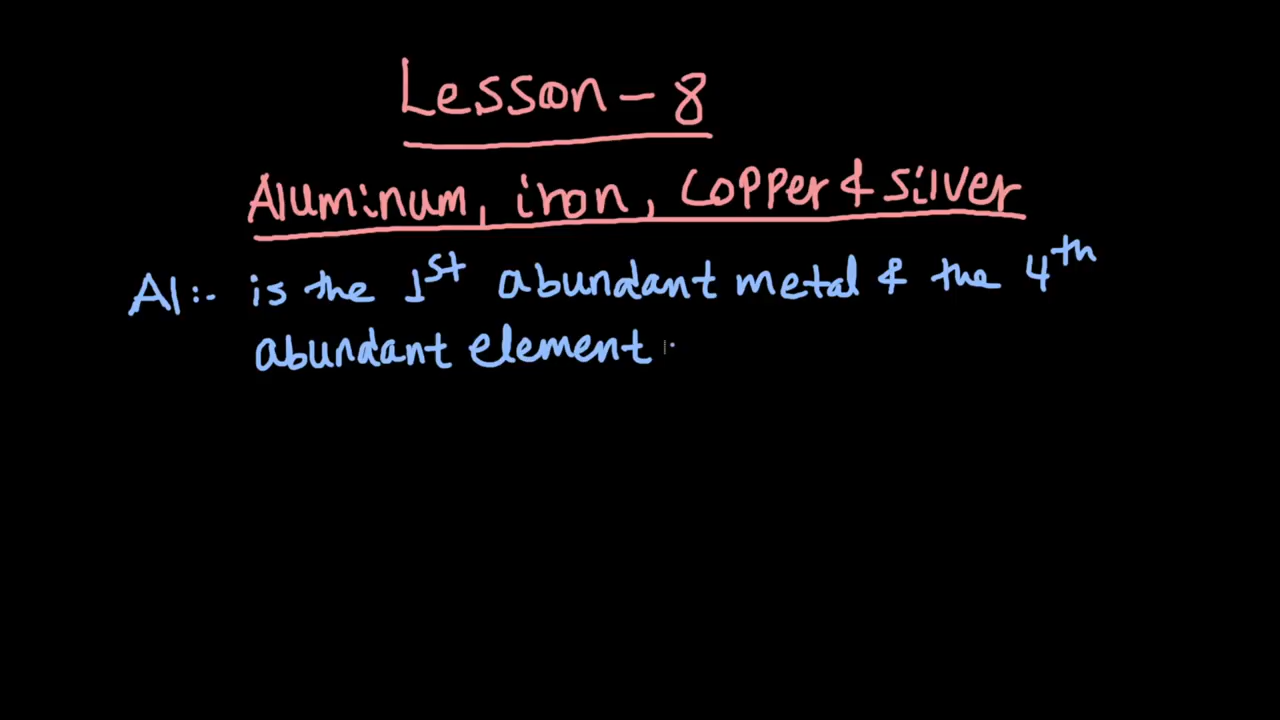 Lesson - 8
Aluminum, iron, copper & silver
Al:- is the 1st abundant metal & the 4th
abundant element